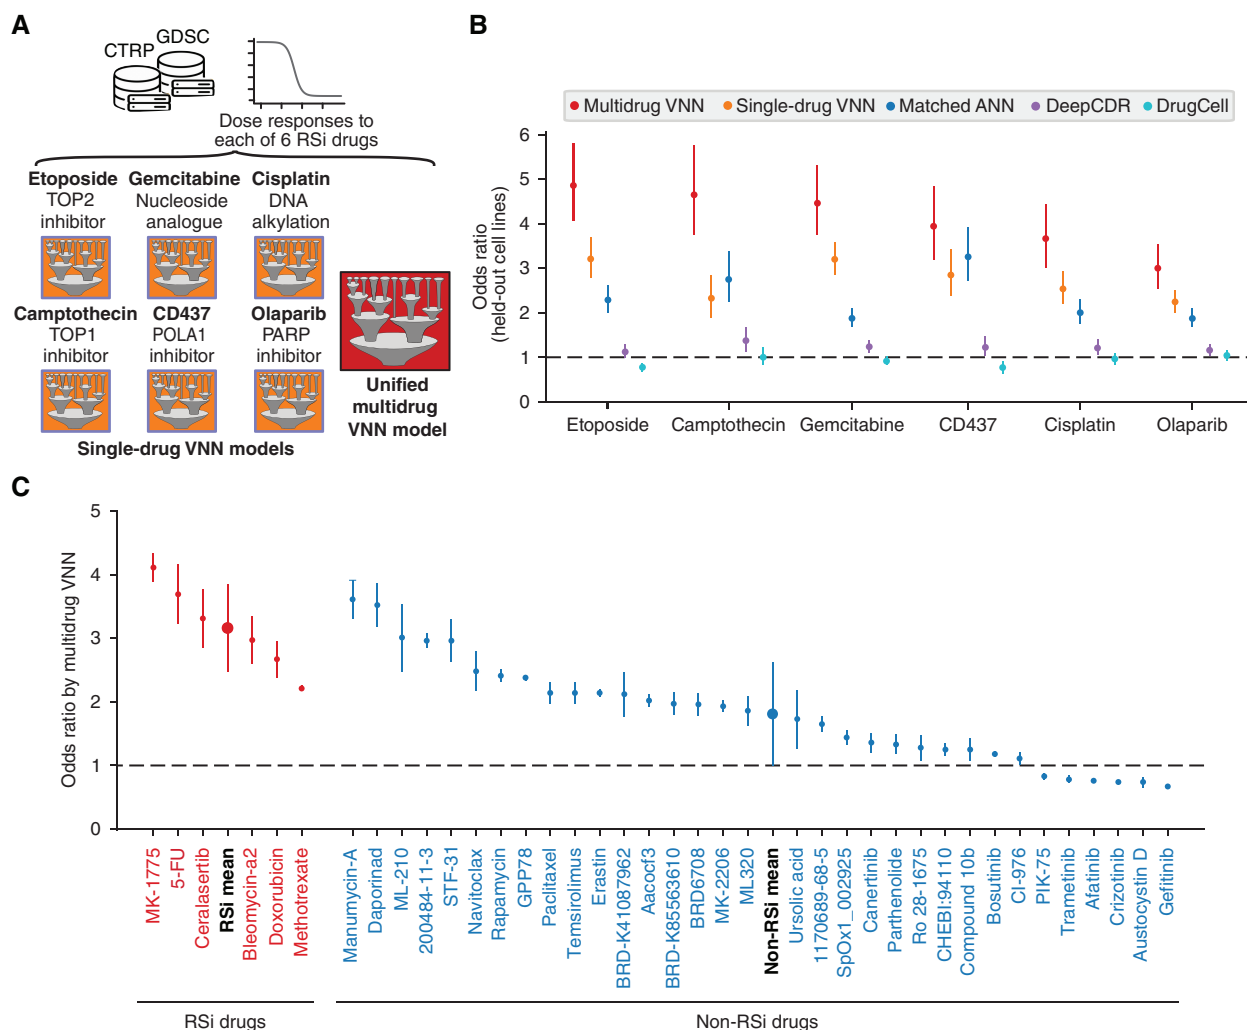 A
CTRP
GDSC
Dose responses to
each of 6 RSi drugs
Etoposide
TOP2
inhibitor
Gemcitabine
Nucleoside
analogue
Cisplatin
DNA
alkylation
Camptothecin
TOP1
inhibitor
CD437
POLA1
inhibitor
Olaparib
PARP
inhibitor
Single-drug VNN models
Unified
multidrug
VNN model
B
Multidrug VNN
Single-drug VNN
Matched ANN
DeepCDR
DrugCell
Odds ratio
(held-out cell lines)
6
5
4
3
2
1
0
Etoposide
Camptothecin
Gemcitabine
CD437
Cisplatin
Olaparib
C
Odds ratio by multidrug VNN
5
4
3
2
1
0
MK-1775
5-FU
Ceralasertib
RSi mean
Bleomycin-a2
Doxorubicin
Methotrexate
Manumycin-A
Daporinad
ML-210
200484-11-3
STF-31
Navitoclax
Rapamycin
GPP78
Paclitaxel
Temsirolimus
Erastin
BRD-K41087962
Aacocf3
BRD-K85563610
BRD6708
MK-2206
ML320
Non-RSi mean
Ursolic acid
1170689-68-5
SpOx1_002925
Canertinib
Parthenolide
Ro 28-1675
CHEBI:94110
Compound 10b
Bosutinib
CI-976
PIK-75
Trametinib
Afatinib
Crizotinib
Austocystin D
Gefitinib
RSi drugs
Non-RSi drugs